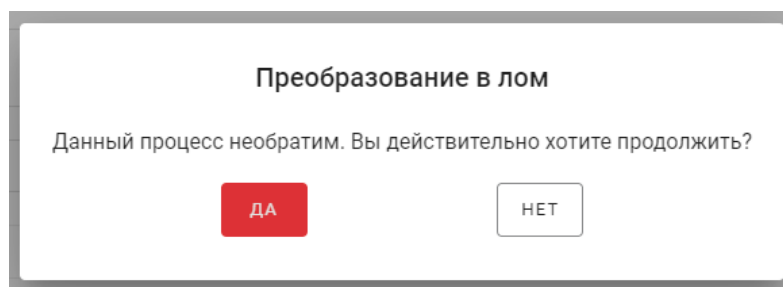 Преобразование в лом
Данный процесс необратим. Вы действительно хотите продолжить?
ДА
НЕТ